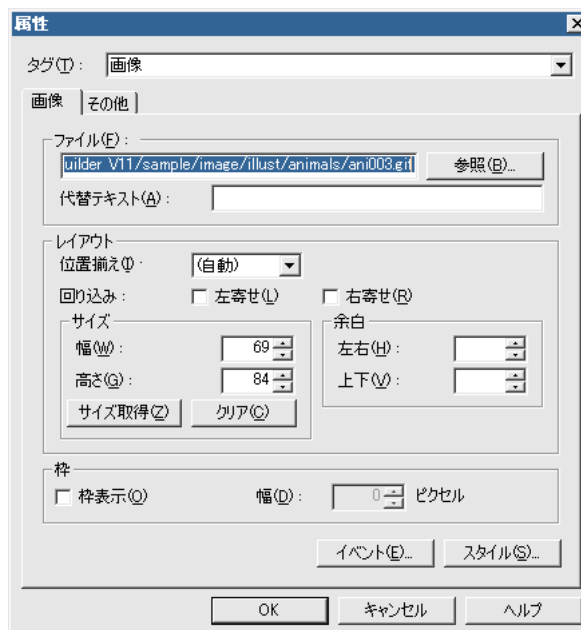 属性
タグ(T)： 画像
画像 その他
ファイル(F)：
uilder V11/sample/image/illust/animals/ani003.gif 参照(B)...
代替テキスト(A)：
レイアウト
位置揃え(I)： (自動)
回り込み： 左寄せ(L) 右寄せ(R)
サイズ 余白
幅(W)： 69 左右(H)：
高さ(G)： 84 上下(V)：
サイズ取得(Z) クリア(C)
枠
枠表示(O) 幅(D)： 0 ピクセル
イベント(E)... スタイル(S)...
OK キャンセル ヘルプ